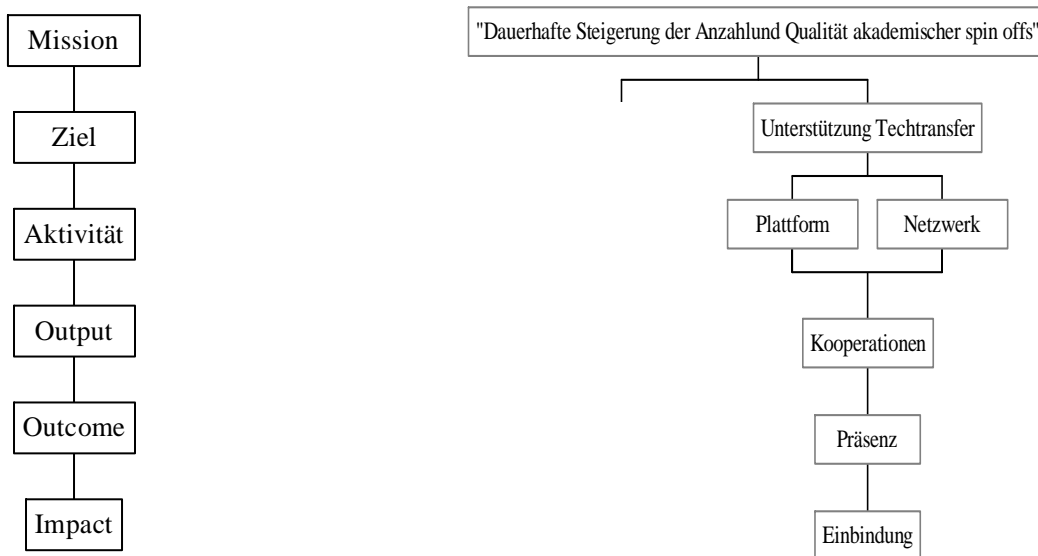 Mission
"Dauerhafte Steigerung der Anzahlund Qualität akademischer spin offs"
Ziel
Unterstützung Techtransfer
Aktivität
Plattform
Netzwerk
Output
Kooperationen
Outcome
Präsenz
Impact
Einbindung